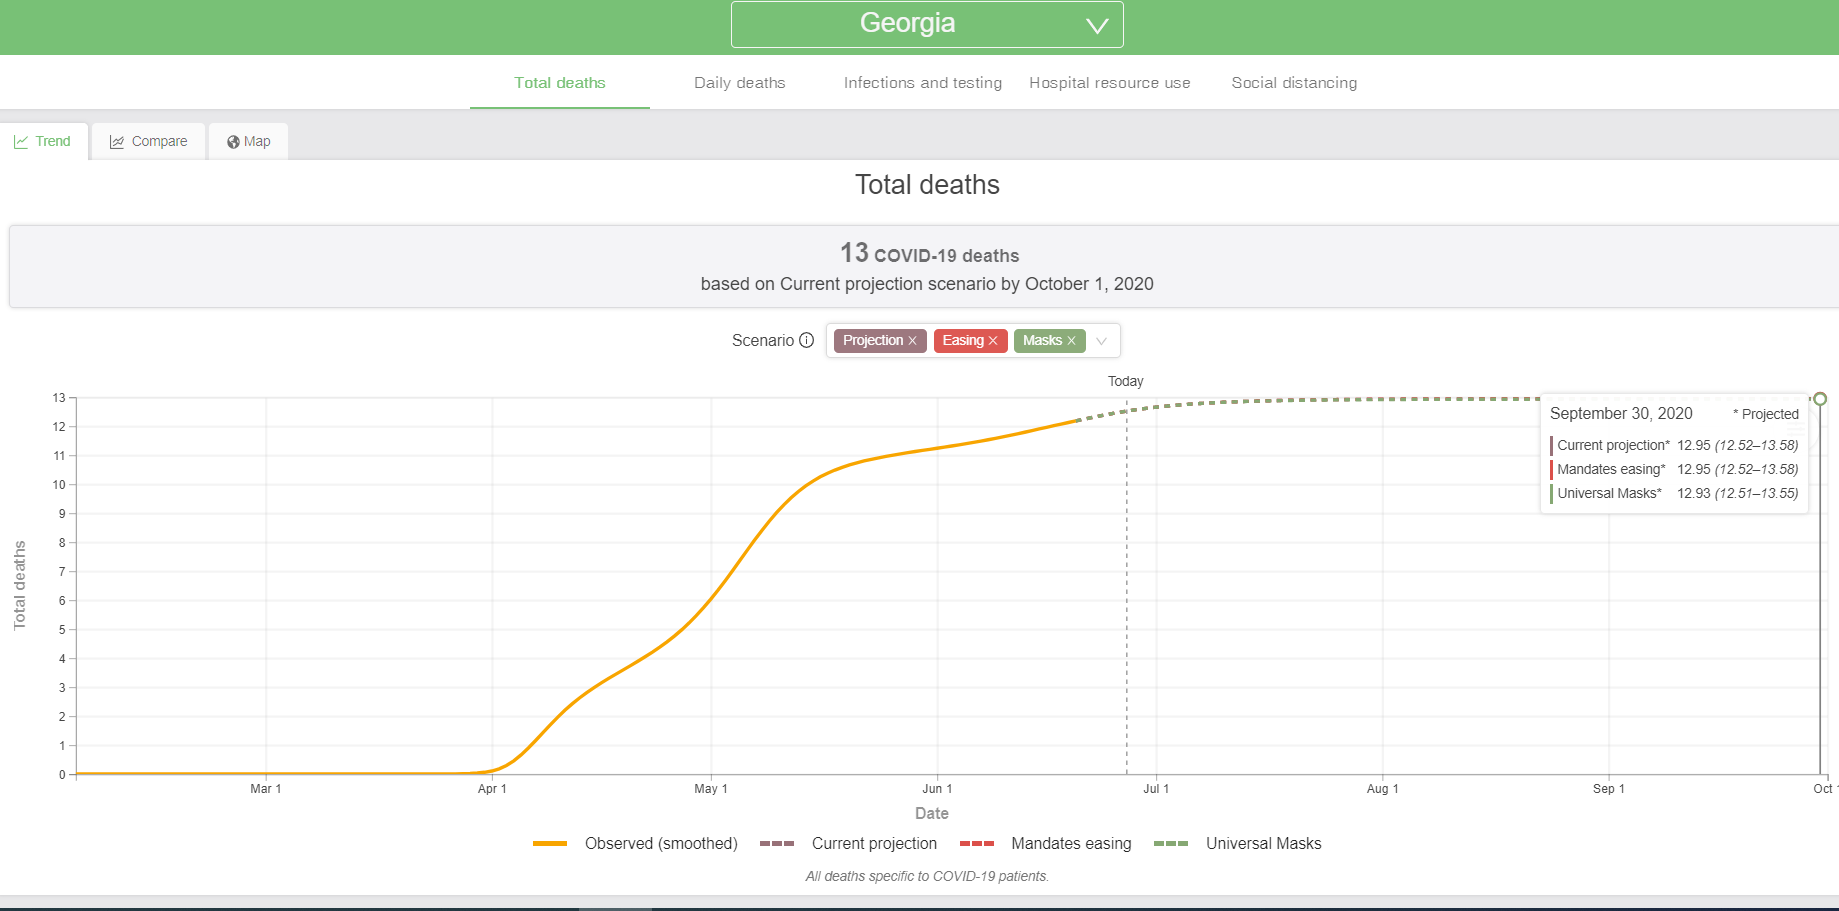 Georgia
Total deaths Daily deaths Infections and testing Hospital resource use Social distancing
Trend Compare Map
Total deaths
13 COVID-19 deaths
based on Current projection scenario by October 1, 2020
Scenario Projection × Easing × Masks ×
Today
13
12
11
10
9
8
7
6
5
4
3
2
1
0
Total deaths
September 30, 2020 * Projected
Current projection* 12.95 (12.52–13.58)
Mandates easing* 12.95 (12.52–13.58)
Universal Masks* 12.93 (12.51–13.55)
Mar 1 Apr 1 May 1 Jun 1 Jul 1 Aug 1 Sep 1 Oct 1
Date
Observed (smoothed) Current projection Mandates easing Universal Masks
All deaths specific to COVID-19 patients.